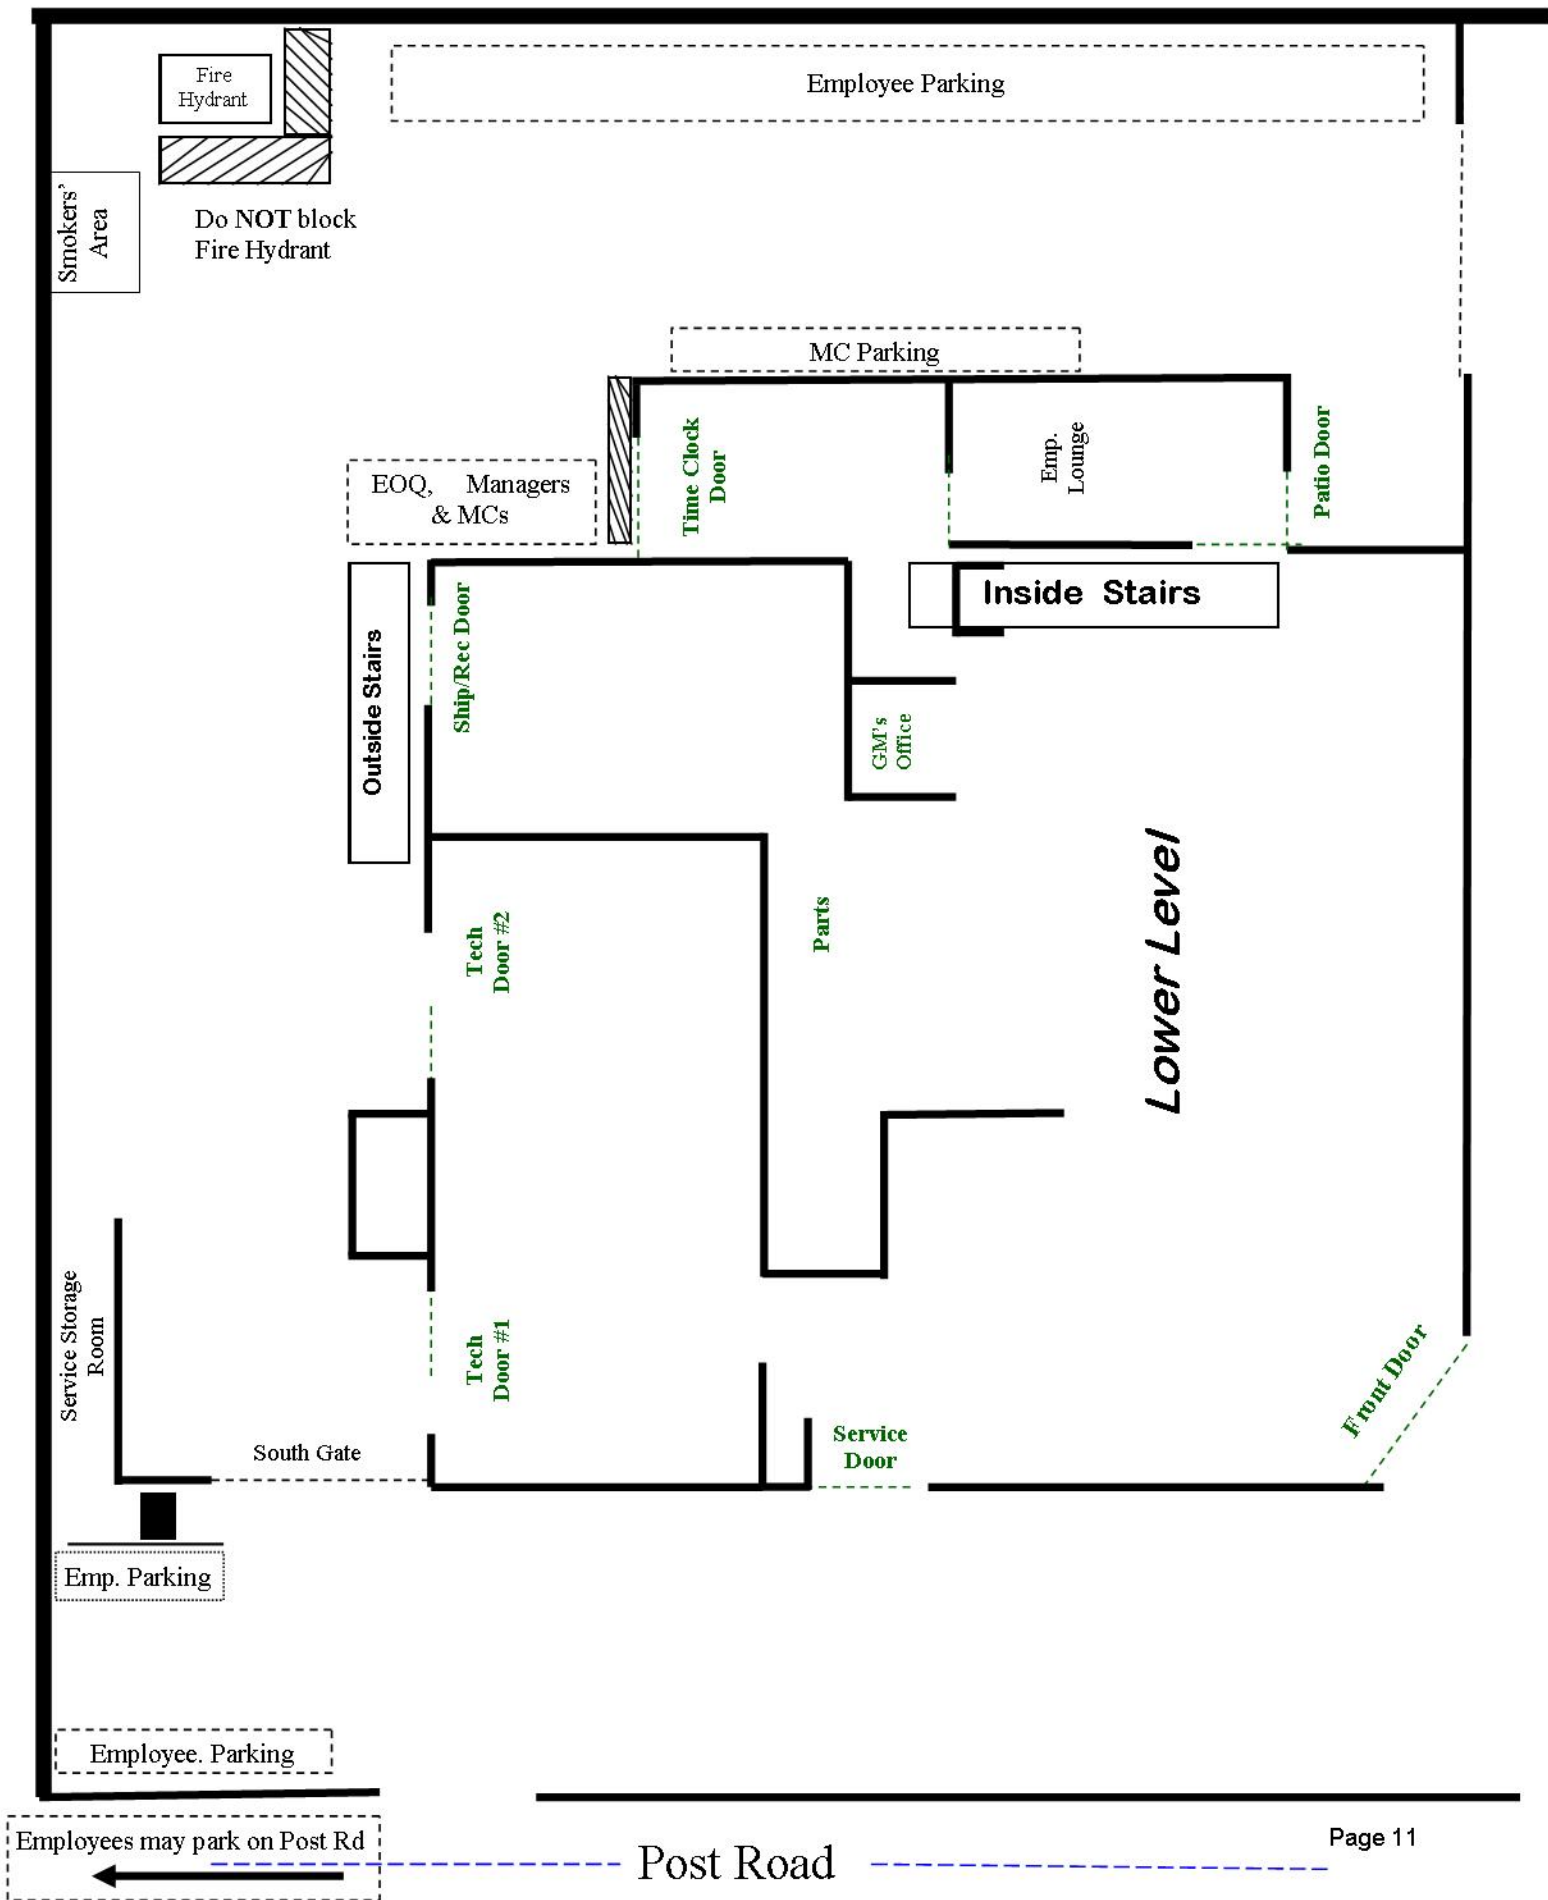 Fire
Hydrant
Employee Parking
Smokers'
Area
Do NOT block
Fire Hydrant
MC Parking
EOQ, Managers
& MCs
Time Clock
Door
Emp.
Lounge
Patio Door
Inside Stairs
Outside Stairs
Ship/Rec Door
GM's
Office
Lower Level
Tech
Door #2
Parts
Service Storage
Room
Tech
Door #1
Front Door
South Gate
Service
Door
Emp. Parking
Employee. Parking
Employees may park on Post Rd
Post Road
Page 11